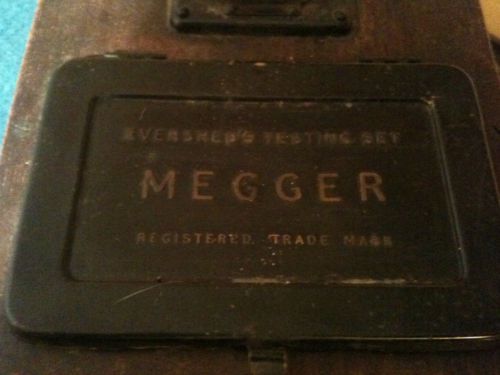 EVERSHED'S TESTING SET
MEGGER
REGISTERED TRADE MARK